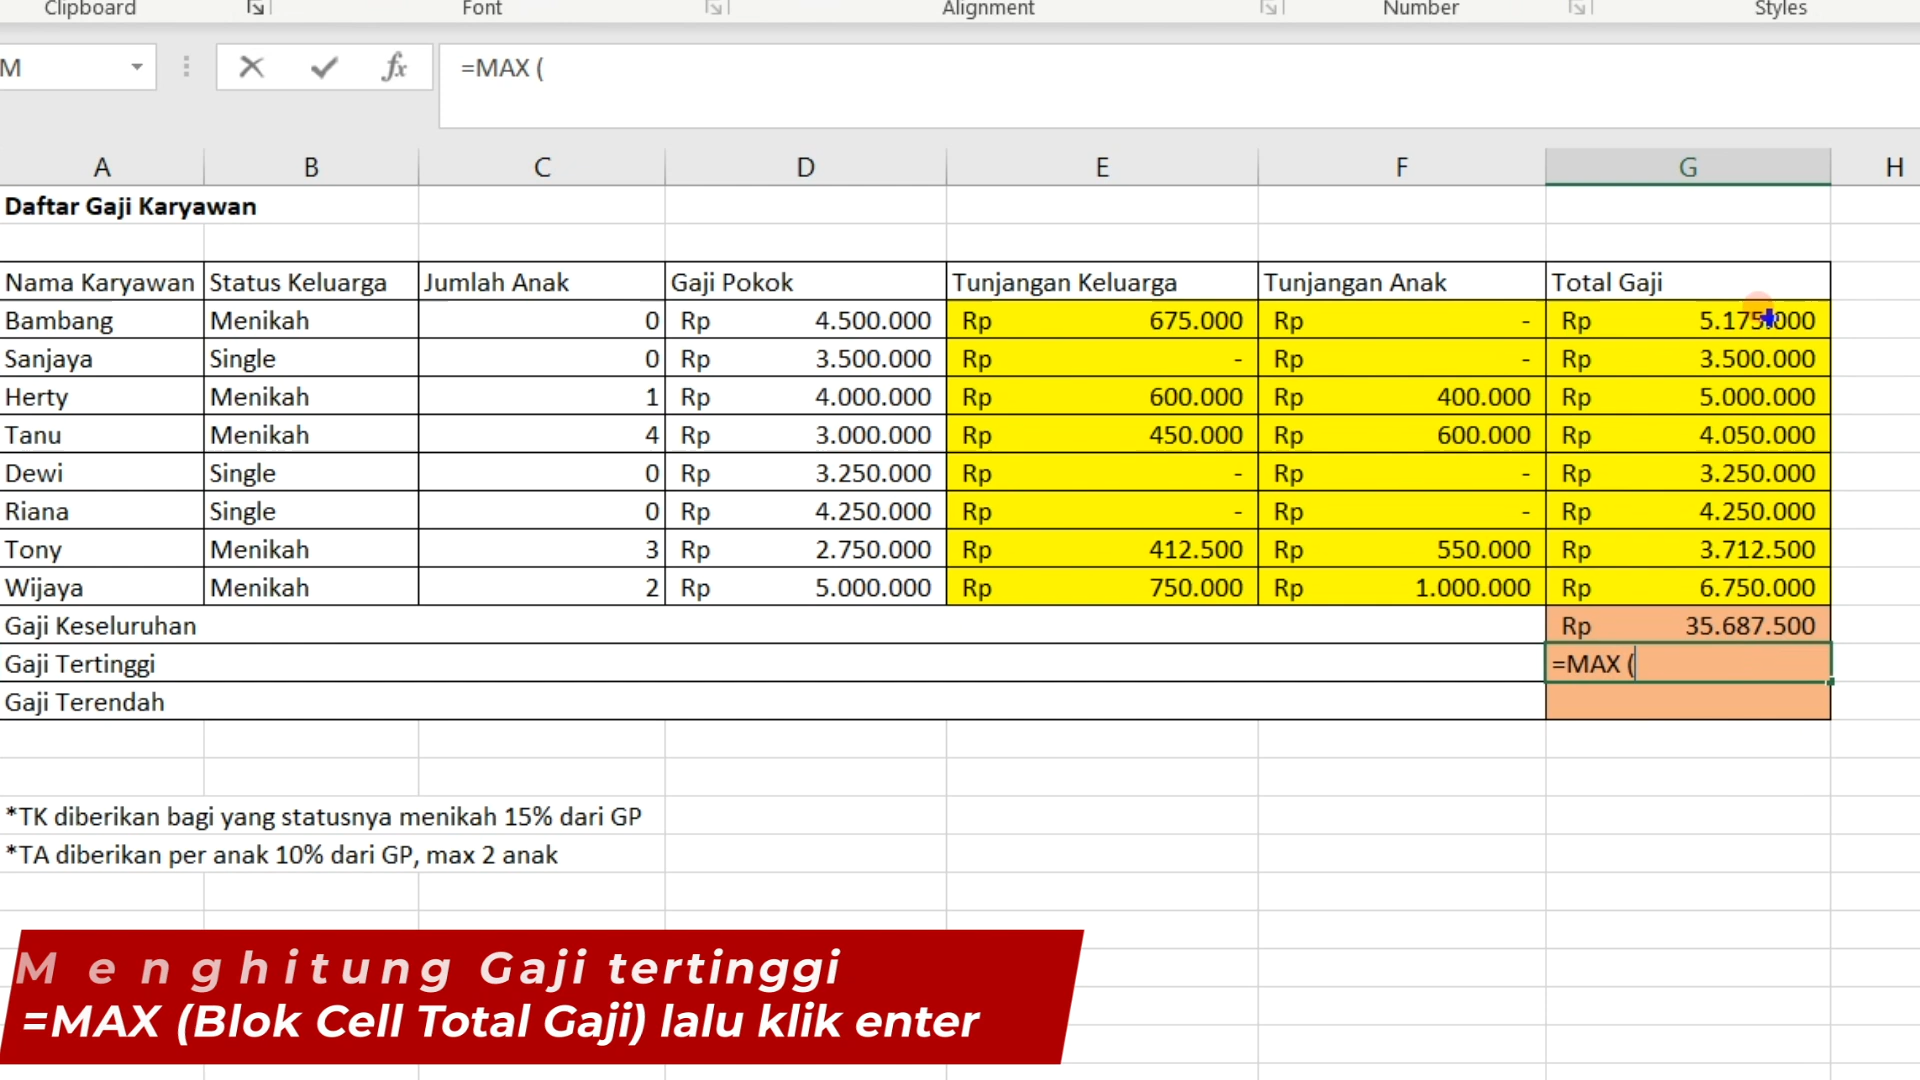 Clipboard Font Alignment Number Styles
M fx =MAX (
A B C D E F G H
Daftar Gaji Karyawan
Nama Karyawan Status Keluarga Jumlah Anak Gaji Pokok Tunjangan Keluarga Tunjangan Anak Total Gaji
Bambang Menikah 0 Rp 4.500.000 Rp 675.000 Rp - Rp 5.175.000
Sanjaya Single 0 Rp 3.500.000 Rp - Rp - Rp 3.500.000
Herty Menikah 1 Rp 4.000.000 Rp 600.000 Rp 400.000 Rp 5.000.000
Tanu Menikah 4 Rp 3.000.000 Rp 450.000 Rp 600.000 Rp 4.050.000
Dewi Single 0 Rp 3.250.000 Rp - Rp - Rp 3.250.000
Riana Single 0 Rp 4.250.000 Rp - Rp - Rp 4.250.000
Tony Menikah 3 Rp 2.750.000 Rp 412.500 Rp 550.000 Rp 3.712.500
Wijaya Menikah 2 Rp 5.000.000 Rp 750.000 Rp 1.000.000 Rp 6.750.000
Gaji Keseluruhan Rp 35.687.500
Gaji Tertinggi =MAX (
Gaji Terendah
*TK diberikan bagi yang statusnya menikah 15% dari GP
*TA diberikan per anak 10% dari GP, max 2 anak
Menghitung Gaji tertinggi
=MAX (Blok Cell Total Gaji) lalu klik enter